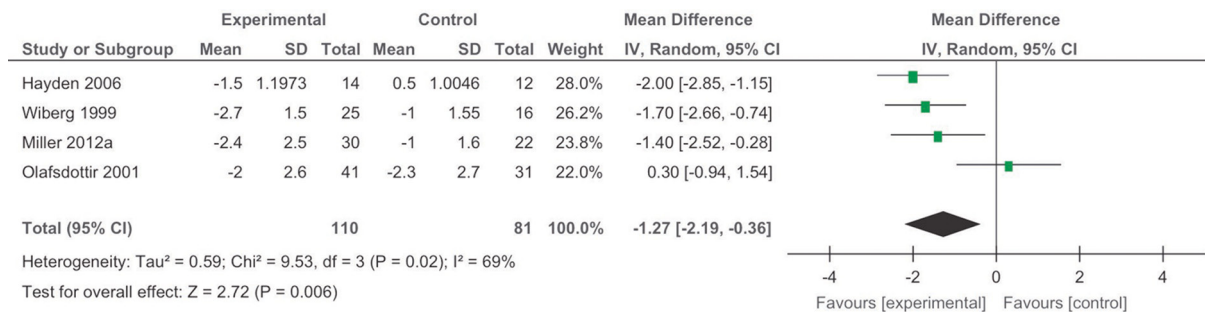 Experimental Control Mean Difference Mean Difference
Study or Subgroup Mean SD Total Mean SD Total Weight IV, Random, 95% CI IV, Random, 95% CI
Hayden 2006 -1.5 1.1973 14 0.5 1.0046 12 28.0% -2.00 [-2.85, -1.15]
Wiberg 1999 -2.7 1.5 25 -1 1.55 16 26.2% -1.70 [-2.66, -0.74]
Miller 2012a -2.4 2.5 30 -1 1.6 22 23.8% -1.40 [-2.52, -0.28]
Olafsdottir 2001 -2 2.6 41 -2.3 2.7 31 22.0% 0.30 [-0.94, 1.54]
Total (95% CI) 110 81 100.0% -1.27 [-2.19, -0.36]
Heterogeneity: Tau² = 0.59; Chi² = 9.53, df = 3 (P = 0.02); I² = 69%
Test for overall effect: Z = 2.72 (P = 0.006)
-4 -2 0 2 4
Favours [experimental] Favours [control]